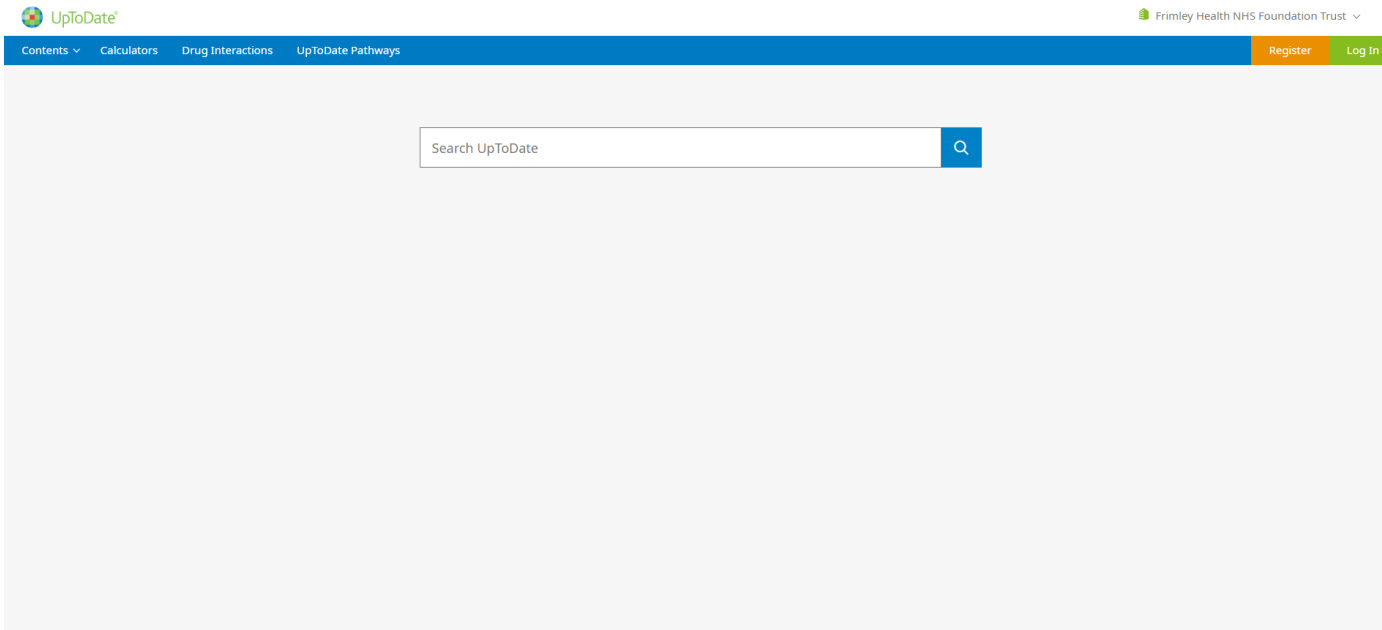 UpToDate®
Frimley Health NHS Foundation Trust
Contents Calculators Drug Interactions UpToDate Pathways Register Log In
Search UpToDate